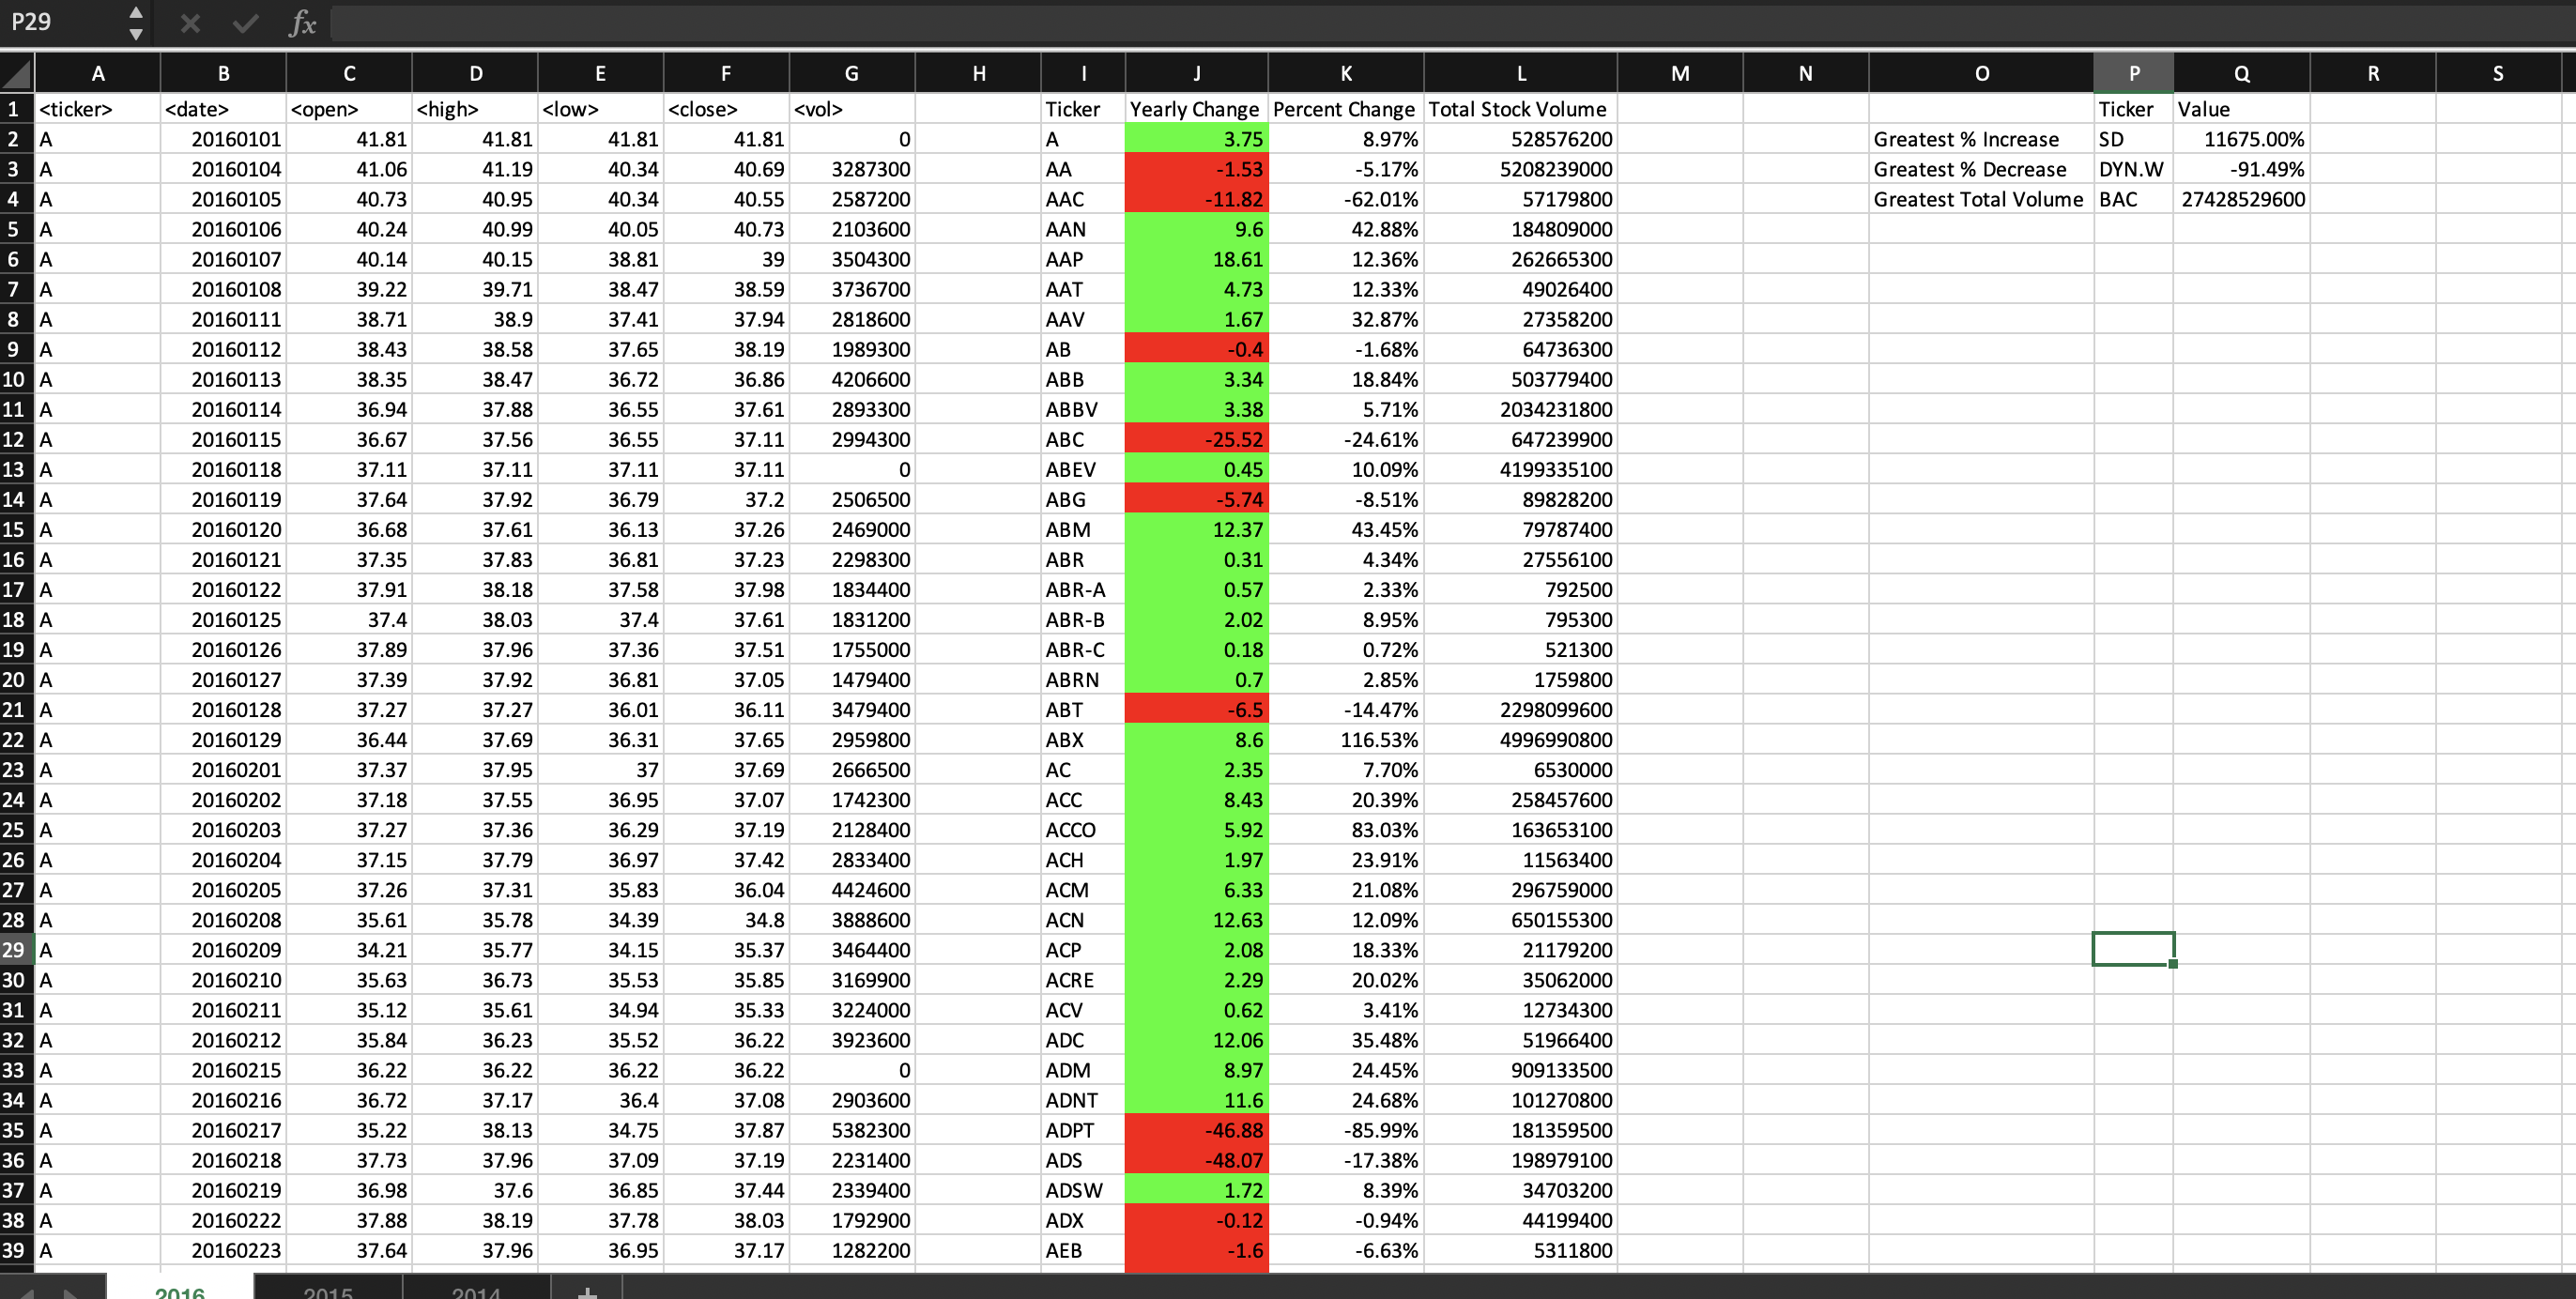 P29 fx
A B C D E F G H I J K L M N O P Q R S
1 <ticker> <date> <open> <high> <low> <close> <vol> Ticker Yearly Change Percent Change Total Stock Volume Ticker Value
2 A 20160101 41.81 41.81 41.81 41.81 0 A 3.75 8.97% 528576200 Greatest % Increase SD 11675.00%
3 A 20160104 41.06 41.19 40.34 40.69 3287300 AA -1.53 -5.17% 5208239000 Greatest % Decrease DYN.W -91.49%
4 A 20160105 40.73 40.95 40.34 40.55 2587200 AAC -11.82 -62.01% 57179800 Greatest Total Volume BAC 27428529600
5 A 20160106 40.24 40.99 40.05 40.73 2103600 AAN 9.6 42.88% 184809000
6 A 20160107 40.14 40.15 38.81 39 3504300 AAP 18.61 12.36% 262665300
7 A 20160108 39.22 39.71 38.47 38.59 3736700 AAT 4.73 12.33% 49026400
8 A 20160111 38.71 38.9 37.41 37.94 2818600 AAV 1.67 32.87% 27358200
9 A 20160112 38.43 38.58 37.65 38.19 1989300 AB -0.4 -1.68% 64736300
10 A 20160113 38.35 38.47 36.72 36.86 4206600 ABB 3.34 18.84% 503779400
11 A 20160114 36.94 37.88 36.55 37.61 2893300 ABBV 3.38 5.71% 2034231800
12 A 20160115 36.67 37.56 36.55 37.11 2994300 ABC -25.52 -24.61% 647239900
13 A 20160118 37.11 37.11 37.11 37.11 0 ABEV 0.45 10.09% 4199335100
14 A 20160119 37.64 37.92 36.79 37.2 2506500 ABG -5.74 -8.51% 89828200
15 A 20160120 36.68 37.61 36.13 37.26 2469000 ABM 12.37 43.45% 79787400
16 A 20160121 37.35 37.83 36.81 37.23 2298300 ABR 0.31 4.34% 27556100
17 A 20160122 37.91 38.18 37.58 37.98 1834400 ABR-A 0.57 2.33% 792500
18 A 20160125 37.4 38.03 37.4 37.61 1831200 ABR-B 2.02 8.95% 795300
19 A 20160126 37.89 37.96 37.36 37.51 1755000 ABR-C 0.18 0.72% 521300
20 A 20160127 37.39 37.92 36.81 37.05 1479400 ABRN 0.7 2.85% 1759800
21 A 20160128 37.27 37.27 36.01 36.11 3479400 ABT -6.5 -14.47% 2298099600
22 A 20160129 36.44 37.69 36.31 37.65 2959800 ABX 8.6 116.53% 4996990800
23 A 20160201 37.37 37.95 37 37.69 2666500 AC 2.35 7.70% 6530000
24 A 20160202 37.18 37.55 36.95 37.07 1742300 ACC 8.43 20.39% 258457600
25 A 20160203 37.27 37.36 36.29 37.19 2128400 ACCO 5.92 83.03% 163653100
26 A 20160204 37.15 37.79 36.97 37.42 2833400 ACH 1.97 23.91% 11563400
27 A 20160205 37.26 37.31 35.83 36.04 4424600 ACM 6.33 21.08% 296759000
28 A 20160208 35.61 35.78 34.39 34.8 3888600 ACN 12.63 12.09% 650155300
29 A 20160209 34.21 35.77 34.15 35.37 3464400 ACP 2.08 18.33% 21179200
30 A 20160210 35.63 36.73 35.53 35.85 3169900 ACRE 2.29 20.02% 35062000
31 A 20160211 35.12 35.61 34.94 35.33 3224000 ACV 0.62 3.41% 12734300
32 A 20160212 35.84 36.23 35.52 36.22 3923600 ADC 12.06 35.48% 51966400
33 A 20160215 36.22 36.22 36.22 36.22 0 ADM 8.97 24.45% 909133500
34 A 20160216 36.72 37.17 36.4 37.08 2903600 ADNT 11.6 24.68% 101270800
35 A 20160217 35.22 38.13 34.75 37.87 5382300 ADPT -46.88 -85.99% 181359500
36 A 20160218 37.73 37.96 37.09 37.19 2231400 ADS -48.07 -17.38% 198979100
37 A 20160219 36.98 37.6 36.85 37.44 2339400 ADSW 1.72 8.39% 34703200
38 A 20160222 37.88 38.19 37.78 38.03 1792900 ADX -0.12 -0.94% 44199400
39 A 20160223 37.64 37.96 36.95 37.17 1282200 AEB -1.6 -6.63% 5311800
2016 2015 2014 +